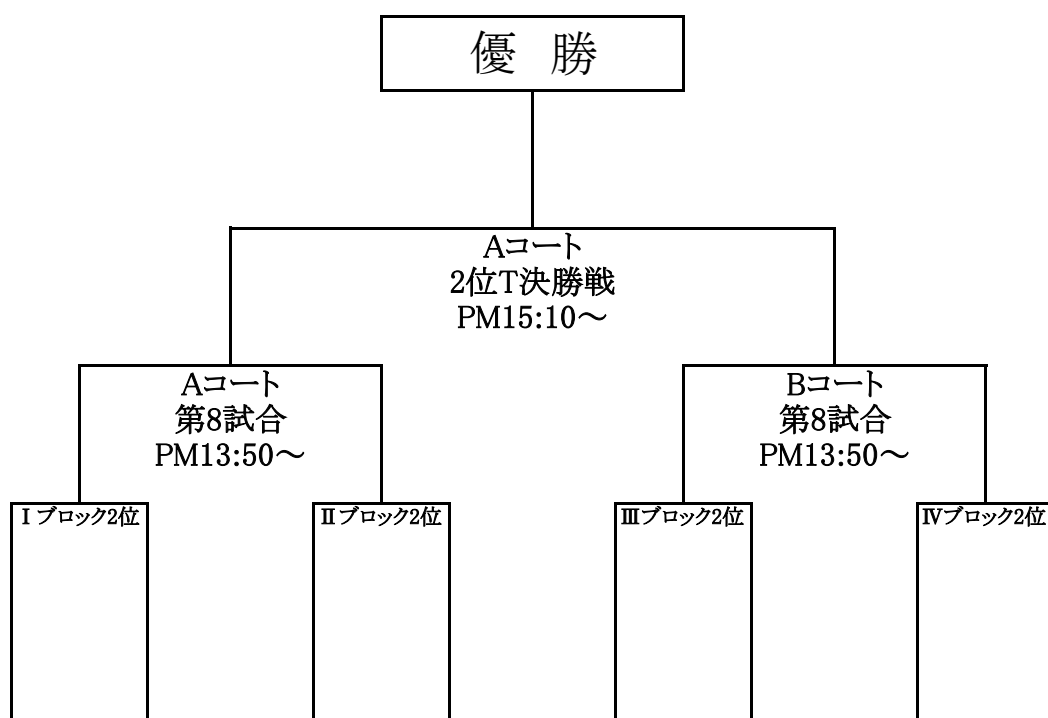 優 勝
Aコート
2位T決勝戦
PM15:10～
Aコート
第8試合
PM13:50～
Bコート
第8試合
PM13:50～
Ⅰブロック2位
Ⅱブロック2位
Ⅲブロック2位
Ⅳブロック2位